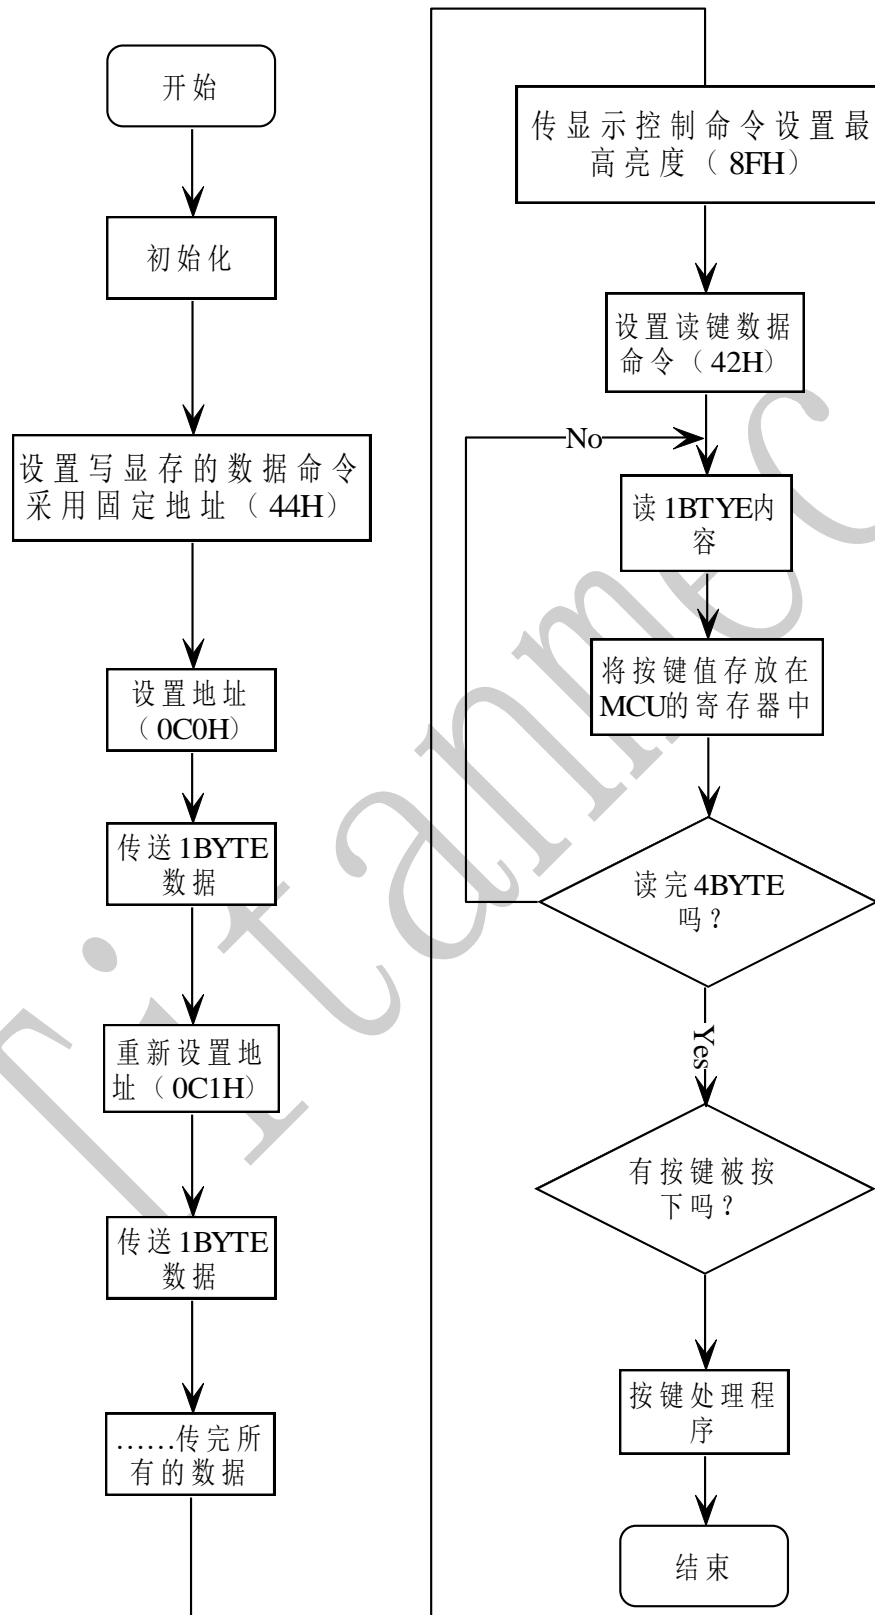 开始
初始化
设置写显存的数据命令
采用固定地址（44H）
设置地址
（0C0H）
传送1BYTE
数据
重新设置地
址（0C1H）
传送1BYTE
数据
……传完所
有的数据
传显示控制命令设置最
高亮度（8FH）
设置读键数据
命令（42H）
No
读1BTYE内
容
将按键值存放在
MCU的寄存器中
读完4BYTE
吗？
Yes
有按键被按
下吗？
按键处理程
序
结束
Titanmec